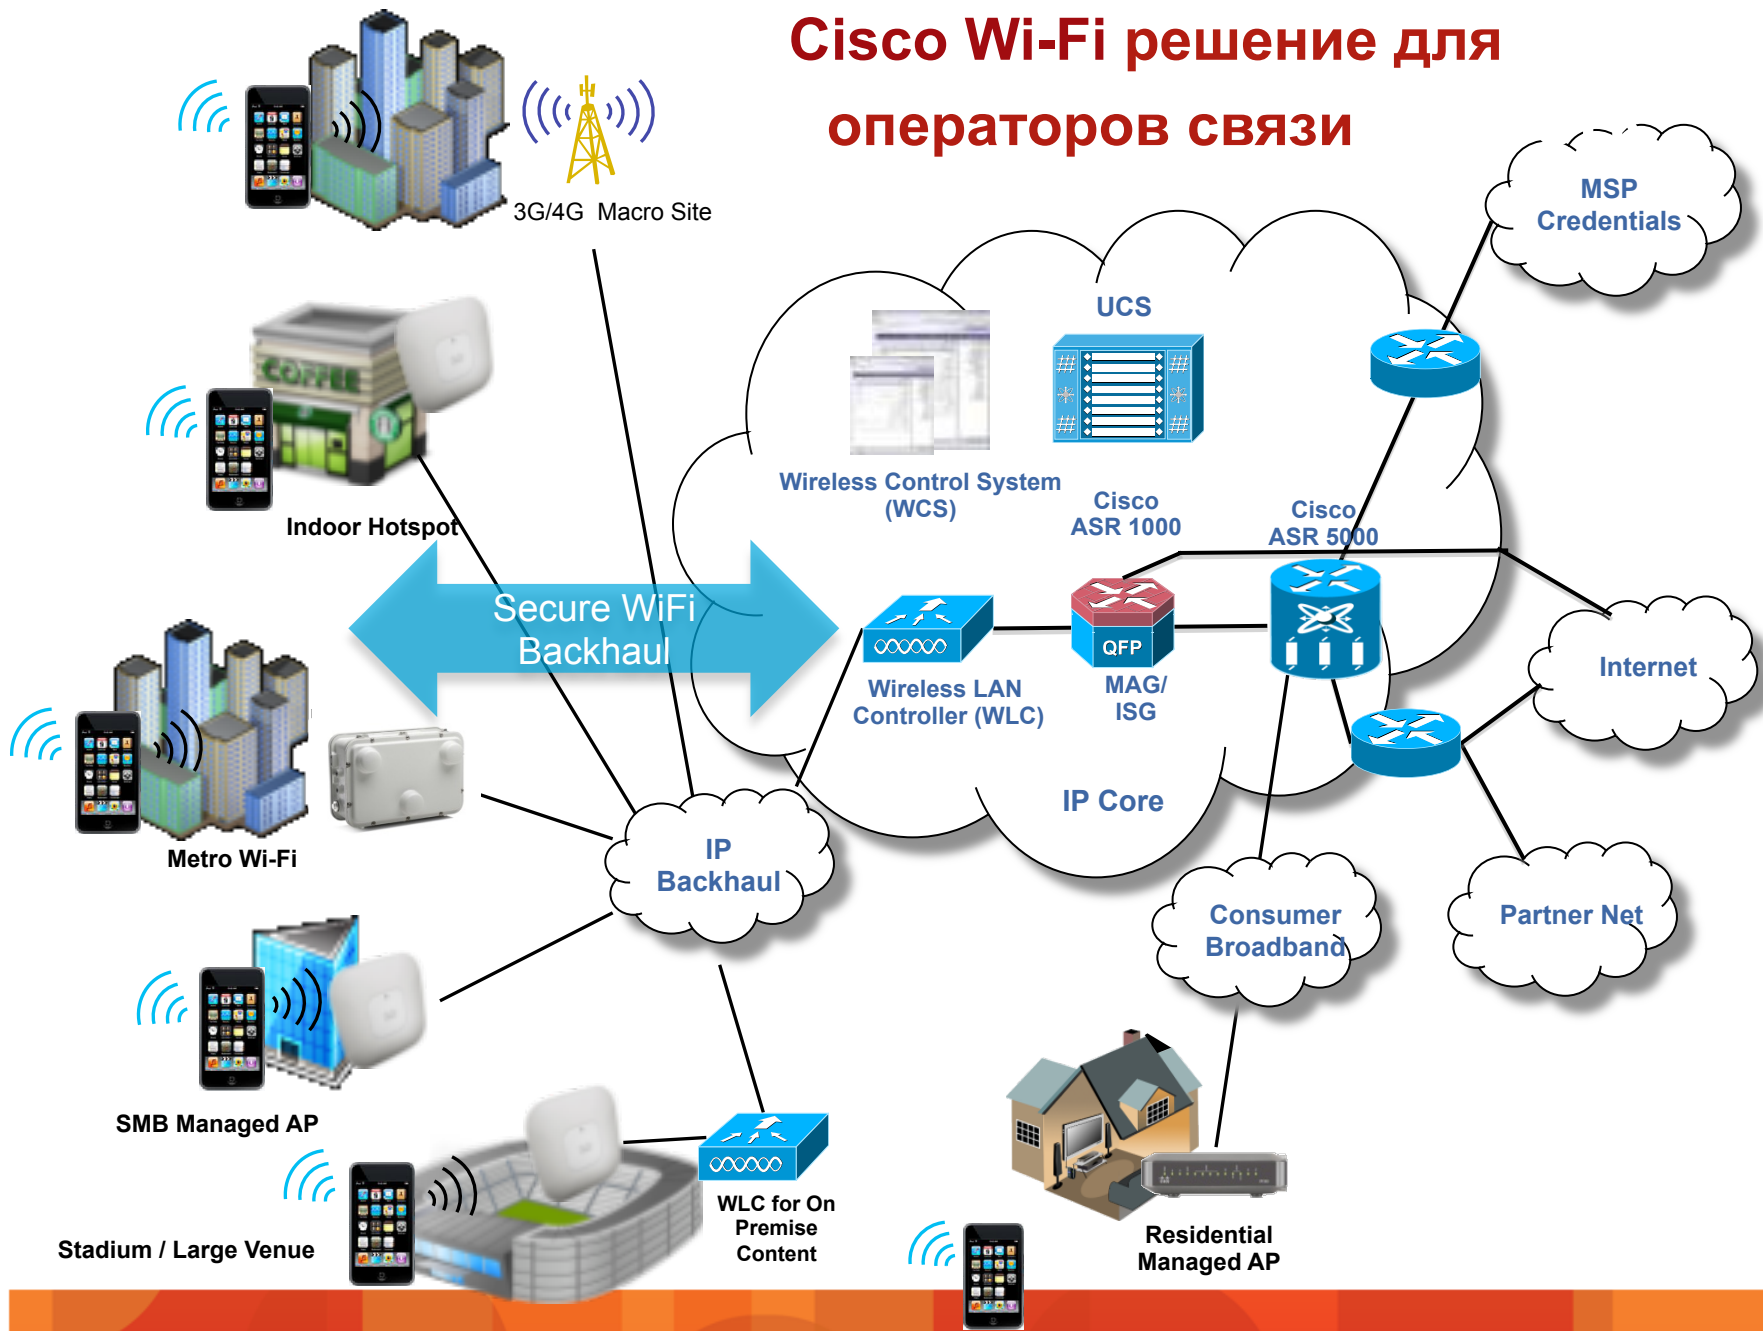 Cisco Wi-Fi решение для
операторов связи
3G/4G  Macro Site
MSP
Credentials
UCS
COFFEE
Wireless Control System
(WCS)
Cisco
ASR 1000
Cisco
ASR 5000
Indoor Hotspot
Secure WiFi
Backhaul
QFP
Wireless LAN
Controller (WLC)
MAG/
ISG
Internet
IP Core
Metro Wi-Fi
IP
Backhaul
Consumer
Broadband
Partner Net
SMB Managed AP
WLC for On
Premise
Content
Stadium / Large Venue
Residential
Managed AP